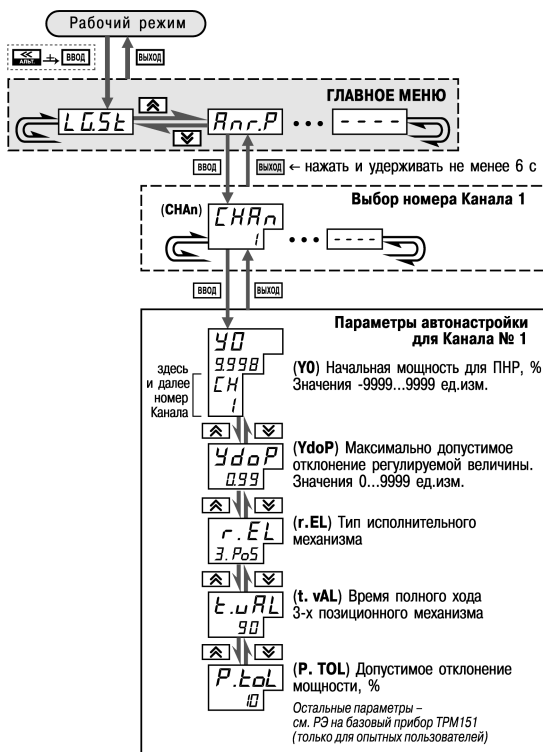 Рабочий режим
АЛЬТ. + ВВОД
ВЫХОД
ГЛАВНОЕ МЕНЮ
LG.St
Anr.P
••• - - - -
ВВОД
ВЫХОД ← нажать и удерживать не менее 6 с
Выбор номера Канала 1
(CHAn)
CHAn
1
••• - - - -
ВВОД
ВЫХОД
Параметры автонастройки
для Канала № 1
Y0
9.998
CH
1
здесь
и далее
номер
Канала
(Y0) Начальная мощность для ПНР, %
Значения -9999...9999 ед.изм.
YdoP
0.99
(YdoP) Максимально допустимое
отклонение регулируемой величины.
Значения 0...9999 ед.изм.
r.EL
3.PoS
(r.EL) Тип исполнительного
механизма
t.vAL
90
(t. vAL) Время полного хода
3-х позиционного механизма
P.toL
10
(P. TOL) Допустимое отклонение
мощности, %
Остальные параметры –
см. РЭ на базовый прибор ТРМ151
(только для опытных пользователей)